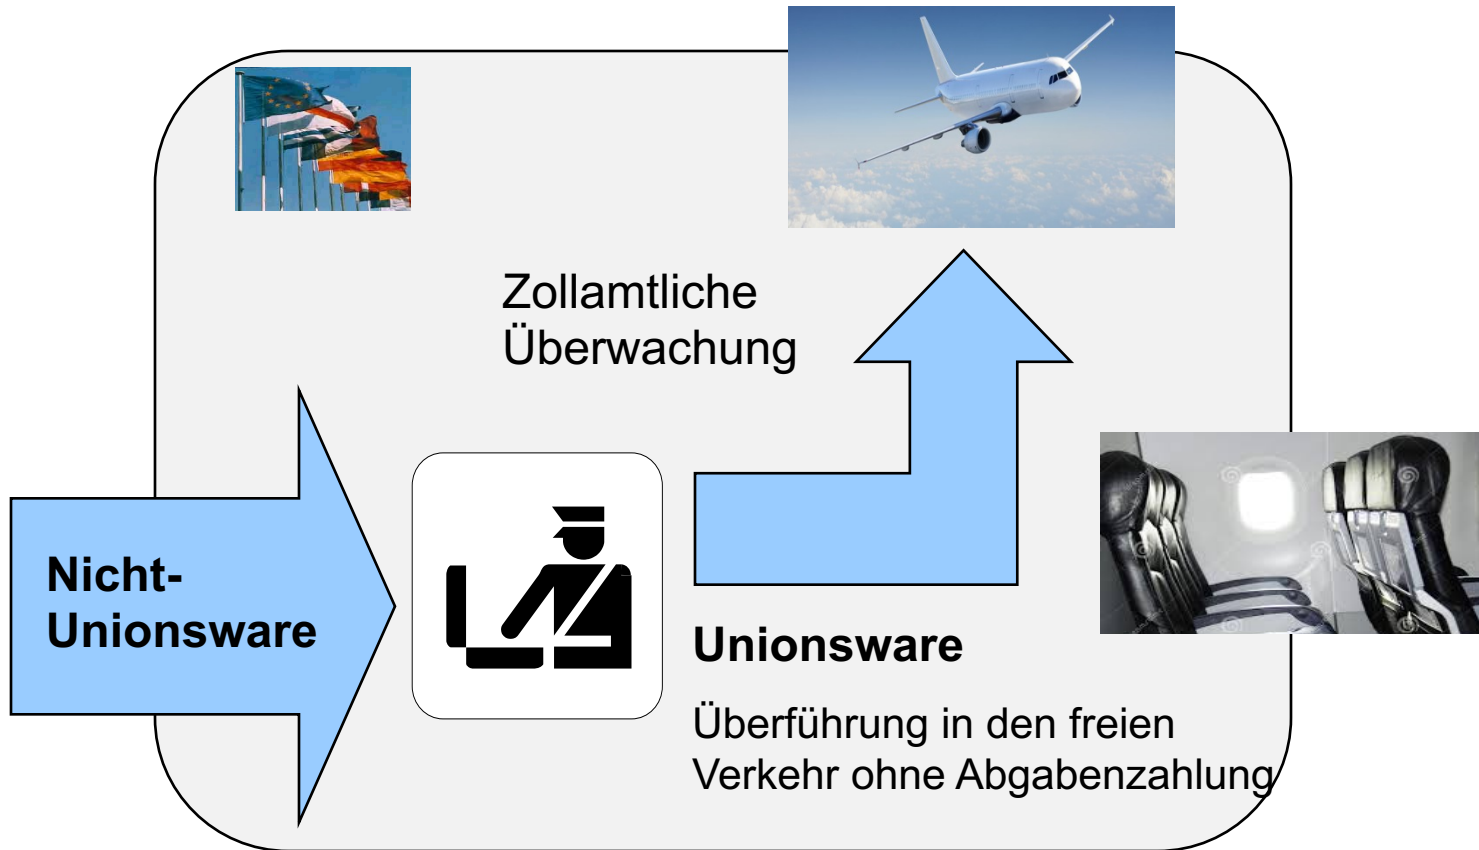 Zollamtliche
Überwachung
Nicht-
Unionsware
Unionsware
Überführung in den freien
Verkehr ohne Abgabenzahlung